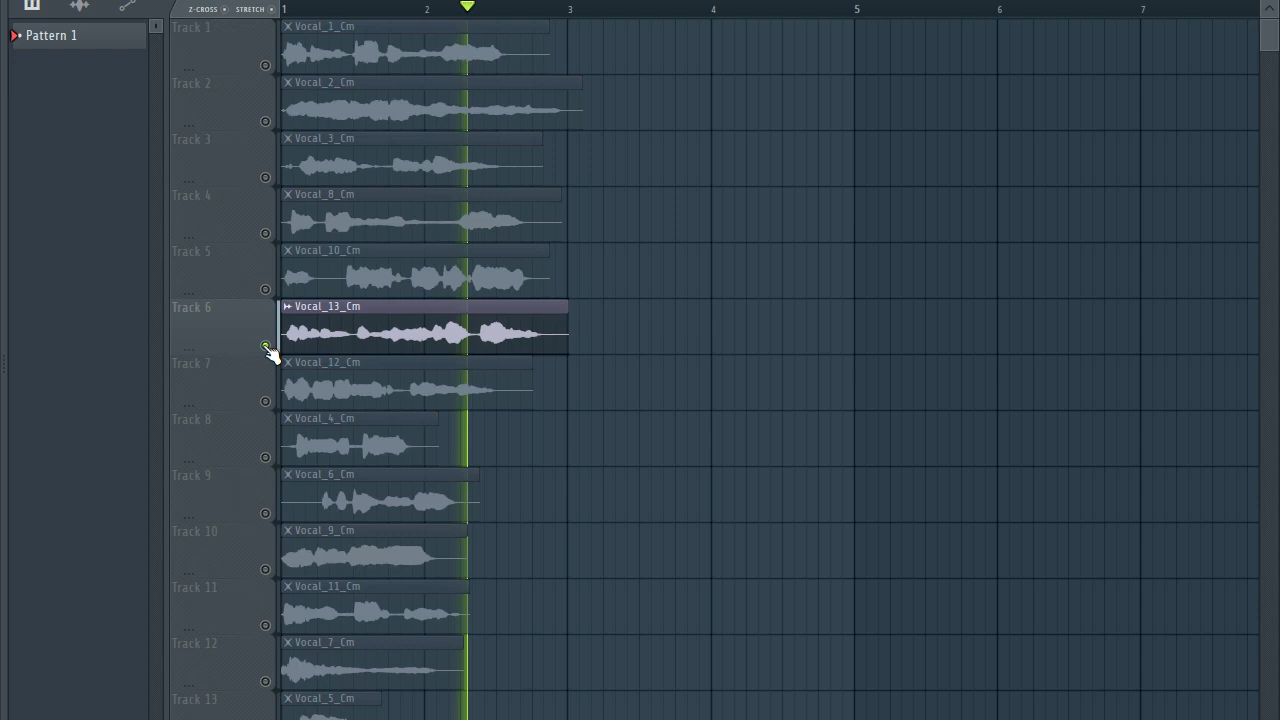 Z-CROSS STRETCH 1 2 3 4 5 6 7
Pattern 1
Track 1 Vocal_1_Cm
Track 2 Vocal_2_Cm
Track 3 Vocal_3_Cm
Track 4 Vocal_8_Cm
Track 5 Vocal_10_Cm
Track 6 Vocal_13_Cm
Track 7 Vocal_12_Cm
Track 8 Vocal_4_Cm
Track 9 Vocal_6_Cm
Track 10 Vocal_9_Cm
Track 11 Vocal_11_Cm
Track 12 Vocal_7_Cm
Track 13 Vocal_5_Cm